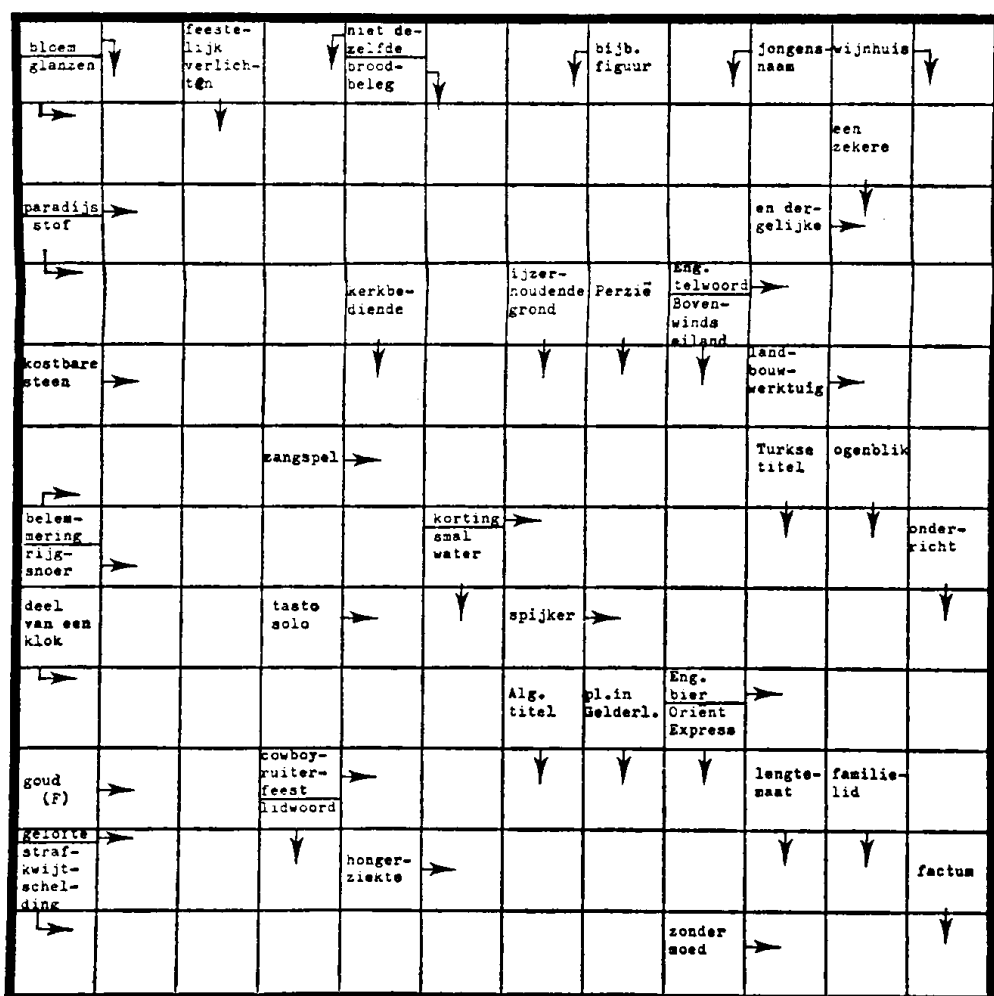 bloem
glanzen
feeste-
lijk
verlich-
ten
niet de-
zelfde
brood-
beleg
bijb.
figuur
jongens-
naam
wijnhuis
een
zekere
paradijs
stof
en der-
gelijke
kerkbe-
diende
ijzer-
houdende
grond
Perzië
Eng.
telwoord
Boven-
winds
eiland
kostbare
steen
land-
bouw-
werktuig
zangspel
Turkse
titel
ogenblik
belem-
mering
rijg-
snoer
korting
smal
water
onder-
richt
deel
van een
klok
tasto
solo
spijker
Alg.
titel
pl.in
Gelderl.
Eng.
bier
Orient
Express
goud
(F)
cowboy-
ruiter-
feest
lidwoord
lengte-
maat
familie-
lid
gelofte
straf-
kwijt-
schel-
ding
honger-
ziekte
factum
zonder
moed